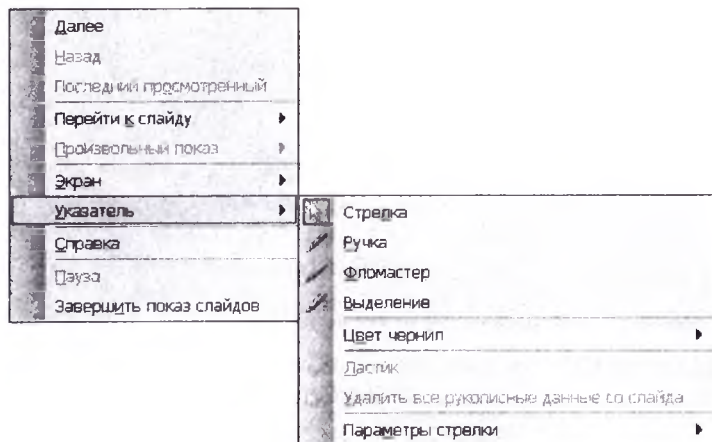 Далее
Назад
Последний просмотренный
Перейти к слайду
Произвольный показ
Экран
Указатель
Справка
Пауза
Завершить показ слайдов
Стрелка
Ручка
Фломастер
Выделение
Цвет чернил
Ластик
Удалить все рукописные данные со слайда
Параметры стрелки